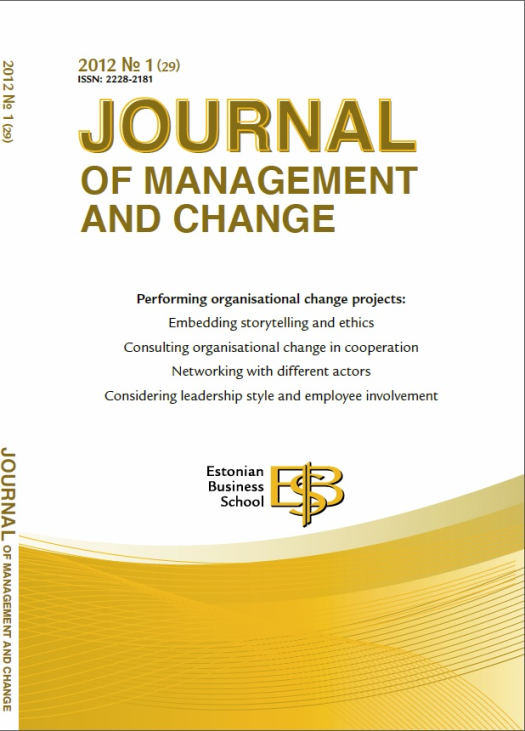 2012 № 1 (29)
ISSN: 2228-2181
JOURNAL
OF MANAGEMENT
AND CHANGE
Performing organisational change projects:
Embedding storytelling and ethics
Consulting organisational change in cooperation
Networking with different actors
Considering leadership style and employee involvement
Estonian
Business
School
EBS
2012 № 1 (29)
JOURNAL OF MANAGEMENT AND CHANGE